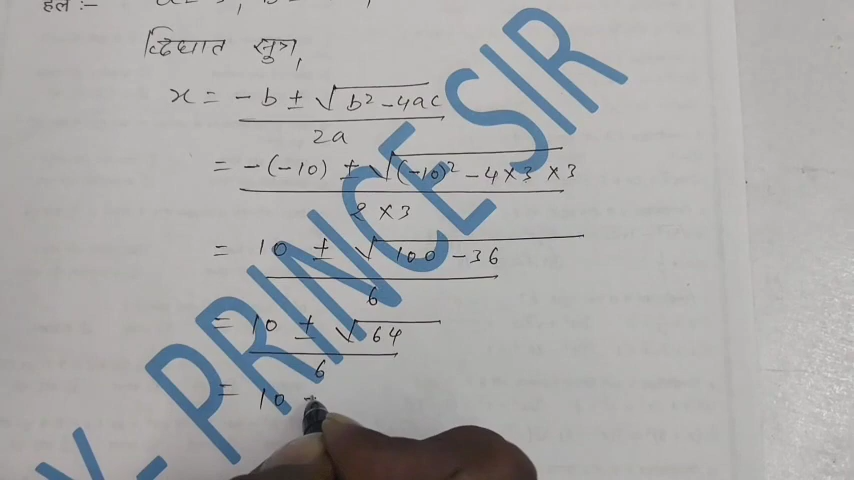 हल :-
द्विघात सूत्र,
x = -b ± √b² - 4ac
2a
= -(-10) ± √(-10)² - 4×3×3
2×3
= 10 ± √100 - 36
6
= 10 ± √64
6
= 10
- PRINCE SIR